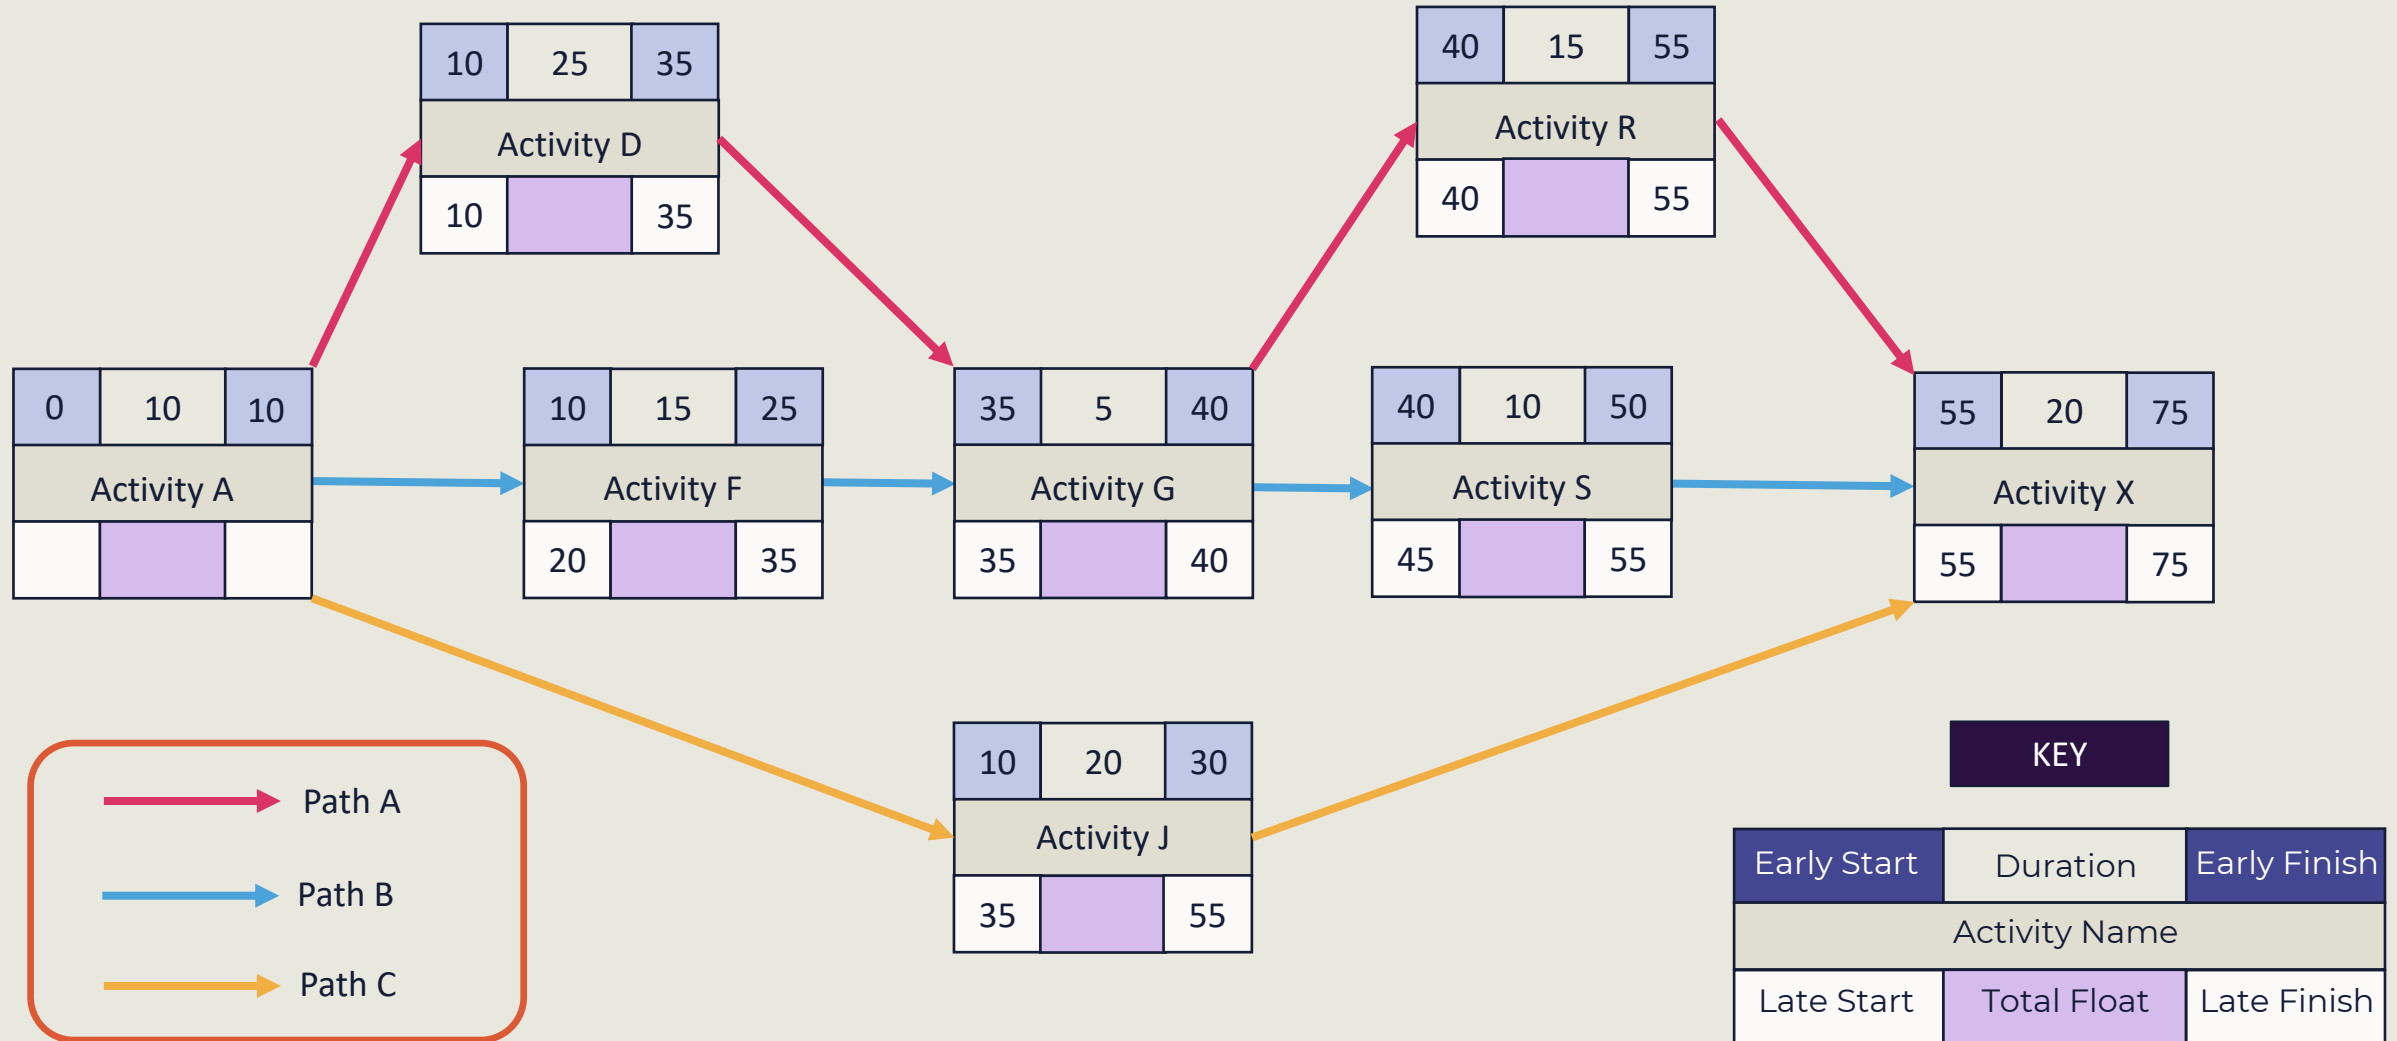 10 25 35
Activity D
10 35
40 15 55
Activity R
40 55
0 10 10
Activity A
10 15 25
Activity F
20 35
35 5 40
Activity G
35 40
40 10 50
Activity S
45 55
55 20 75
Activity X
55 75
10 20 30
Activity J
35 55
Path A
Path B
Path C
KEY
Early Start Duration Early Finish
Activity Name
Late Start Total Float Late Finish